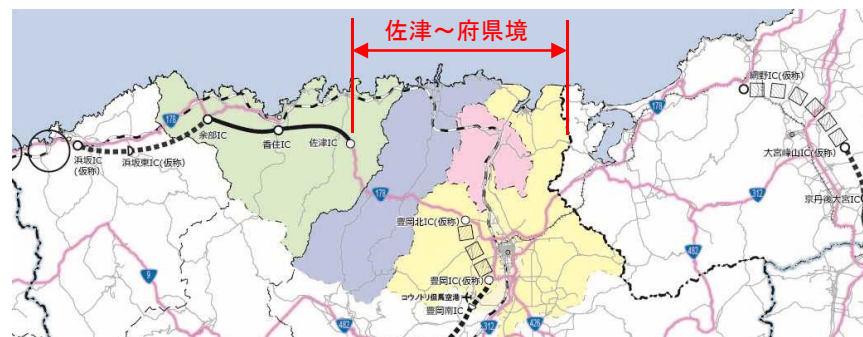 佐津～府県境
178
余部IC
香住IC
佐津IC
浜坂IC
(仮称)
浜坂東IC(仮称)
9
482
178
豊岡北IC(仮称)
豊岡IC(仮称)
コウノトリ但馬空港
豊岡南IC
312
426
178
網野IC(仮称)
大宮峰山IC(仮称)
312
京丹後大宮IC
482